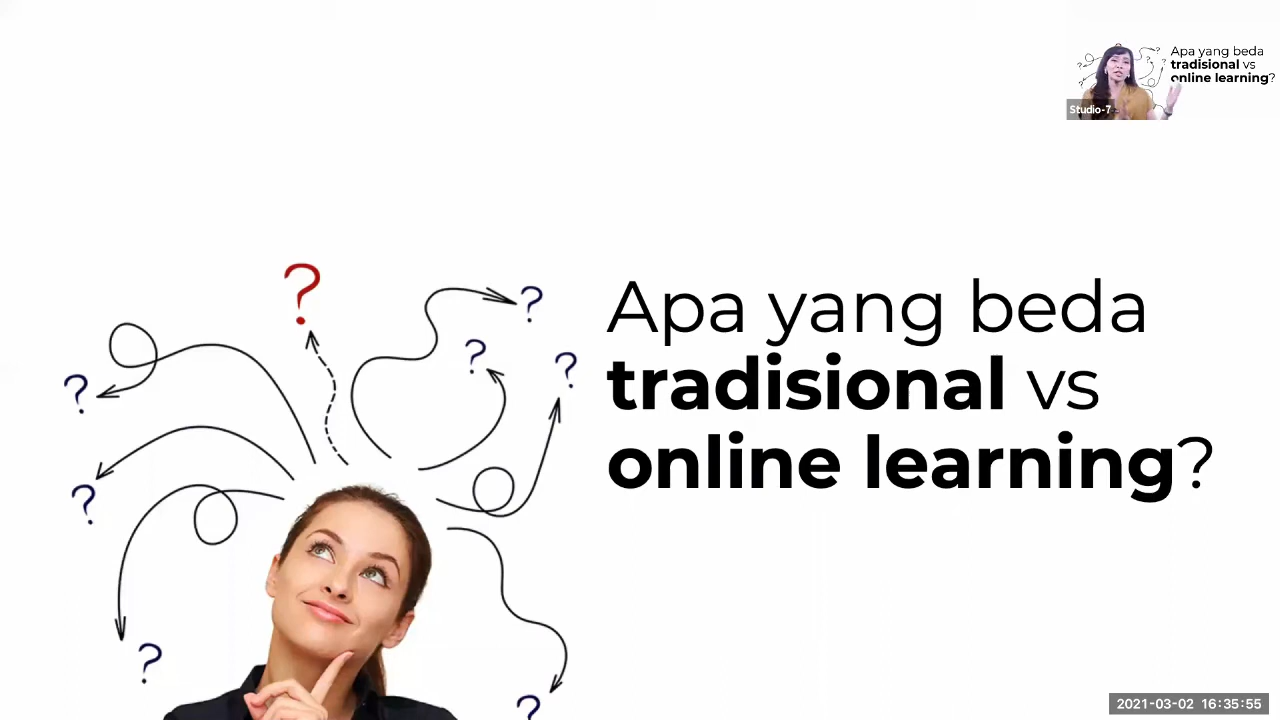 Apa yang beda
tradisional vs
online learning?
Studio-7
Apa yang beda
tradisional vs
online learning?
?
?
?
?
?
?
?
?
2021-03-02 16:35:55